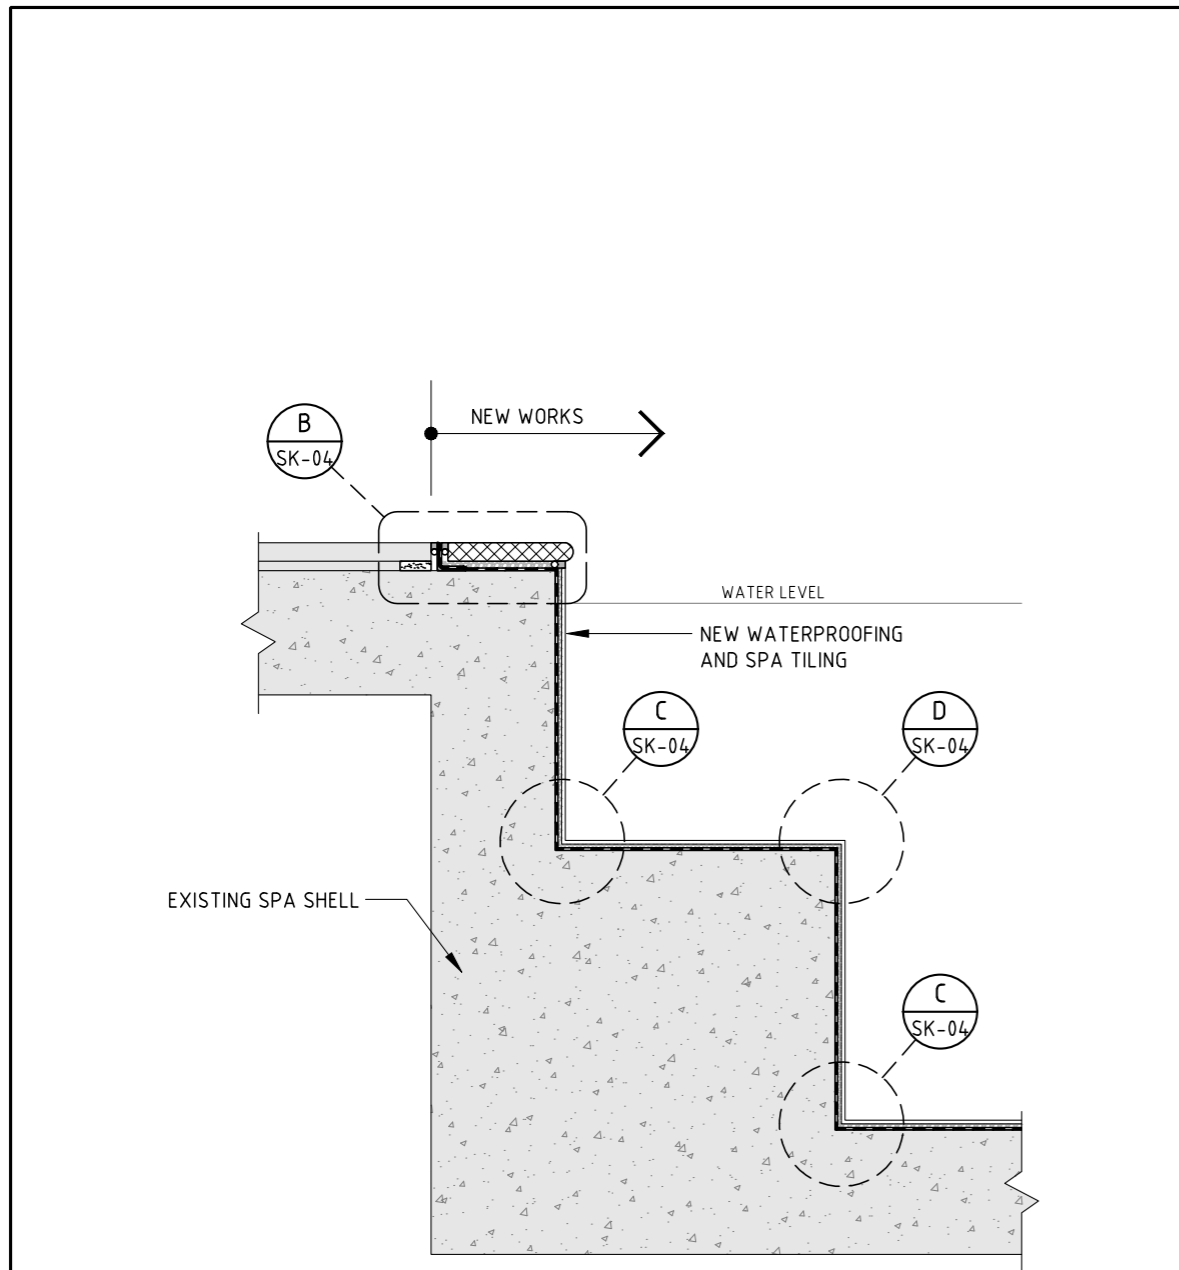 NEW WORKS
B
SK-04
WATER LEVEL
NEW WATERPROOFING
AND SPA TILING
C
SK-04
D
SK-04
EXISTING SPA SHELL
C
SK-04